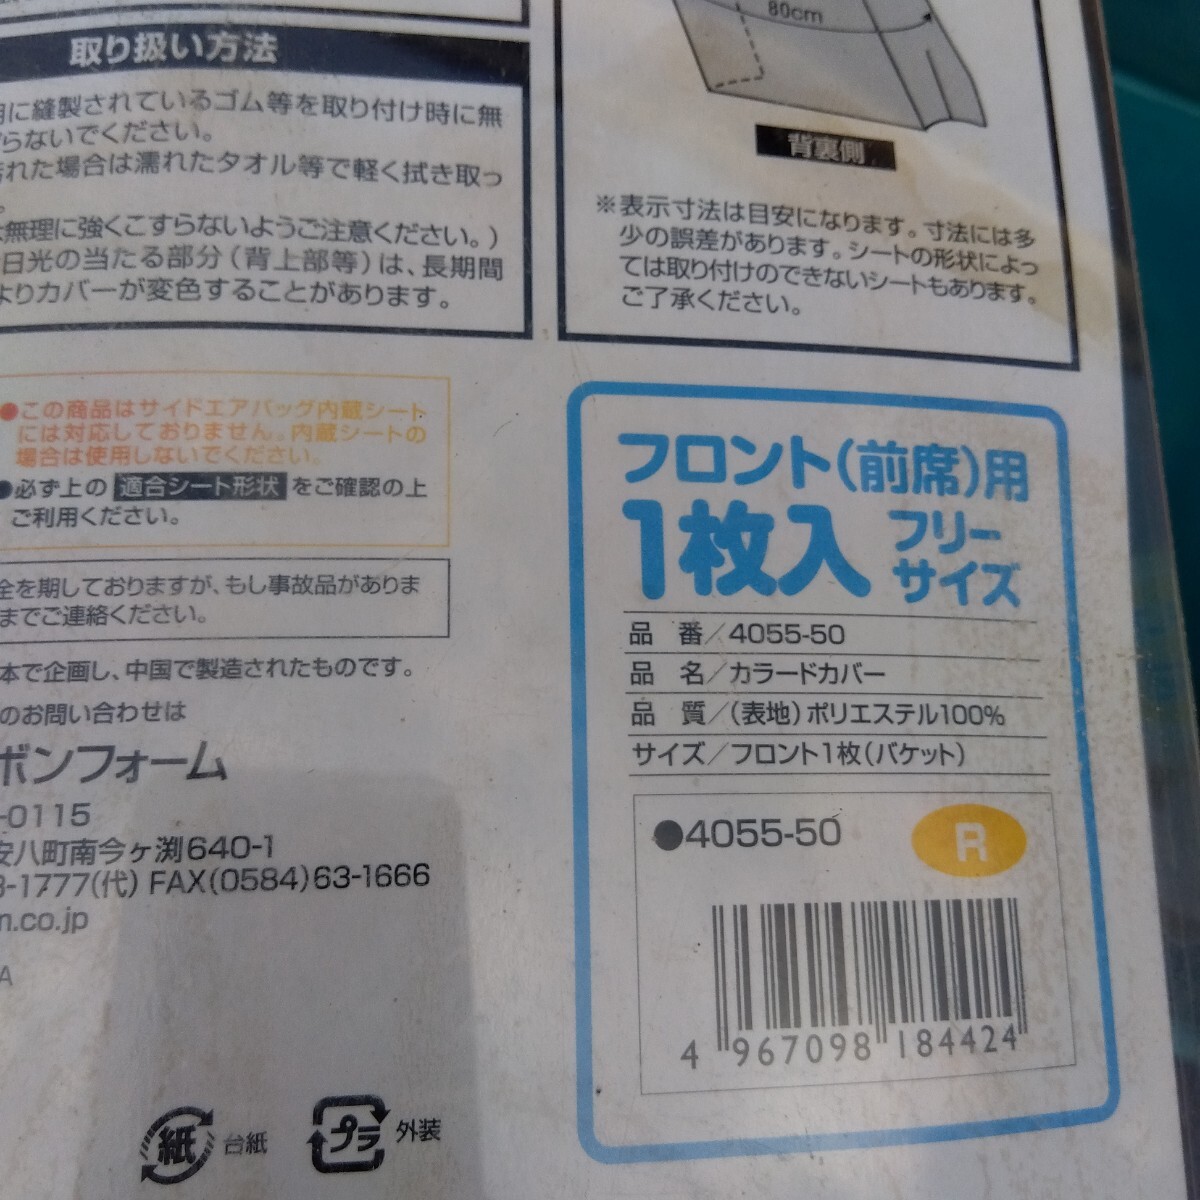 取り扱い方法
に縫製されているゴム等を取り付け時に無
らないでください。
れた場合は濡れたタオル等で軽く拭き取っ
無理に強くこすらないようご注意ください。)
日光の当たる部分(背上部等)は、長期間
よりカバーが変色することがあります。
80cm
背裏側
※表示寸法は目安になります。寸法には多
少の誤差があります。シートの形状によっ
ては取り付けのできないシートもあります。
ご了承ください。
●この商品はサイドエアバッグ内蔵シート
には対応しておりません。内蔵シートの
場合は使用しないでください。
●必ず上の 適合シート形状 をご確認の上
ご利用ください。
全を期しておりますが、もし事故品がありま
までご連絡ください。
本で企画し、中国で製造されたものです。
のお問い合わせは
ボンフォーム
-0115
安八町南今ヶ渕640-1
3-1777(代) FAX(0584)63-1666
n.co.jp
A
紙 台紙
プラ 外装
フロント(前席)用
1枚入 フリーサイズ
品 番/4055-50
品 名/カラードカバー
品 質/(表地)ポリエステル100%
サイズ/フロント1枚(バケット)
●4055-50 R
4 967098 184424